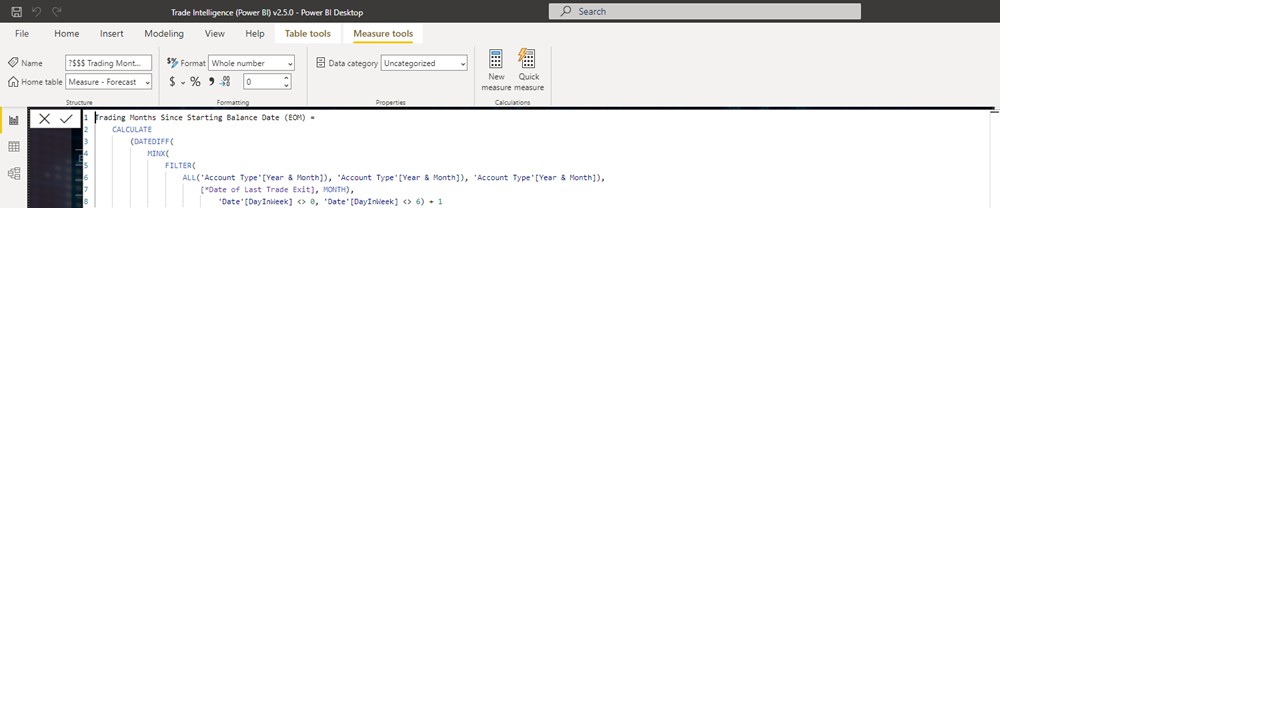 Trade Intelligence (Power BI) v2.5.0 - Power BI Desktop
Search
File Home Insert Modeling View Help Table tools Measure tools
Name ?$$$ Trading Mont...
Home table Measure - Forecast
Structure
$% Format Whole number
$ % 9 .00 →.0 0
Formatting
Data category Uncategorized
Properties
New measure
Quick measure
Calculations
1 Trading Months Since Starting Balance Date (EOM) =
2 CALCULATE
3 (DATEDIFF(
4 MINX(
5 FILTER(
6 ALL('Account Type'[Year & Month]), 'Account Type'[Year & Month]), 'Account Type'[Year & Month]),
7 [*Date of Last Trade Exit], MONTH),
8 'Date'[DayInWeek] <> 0, 'Date'[DayInWeek] <> 6) + 1